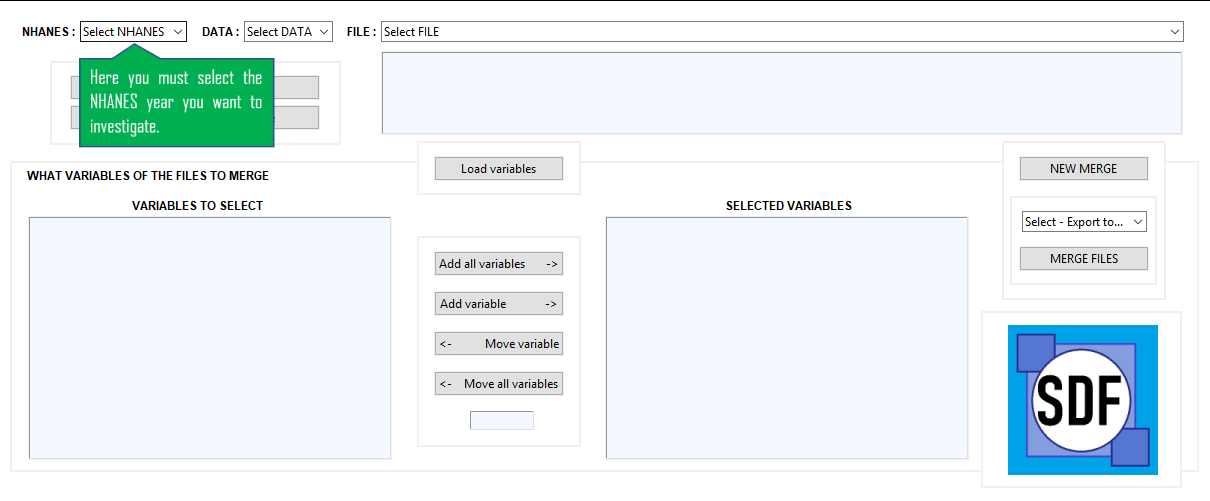 NHANES : Select NHANES DATA : Select DATA FILE : Select FILE
Here you must select the
NHANES year you want to
investigate.
Load variables
NEW MERGE
WHAT VARIABLES OF THE FILES TO MERGE
VARIABLES TO SELECT
SELECTED VARIABLES
Select - Export to...
MERGE FILES
Add all variables ->
Add variable ->
<- Move variable
<- Move all variables
SDF